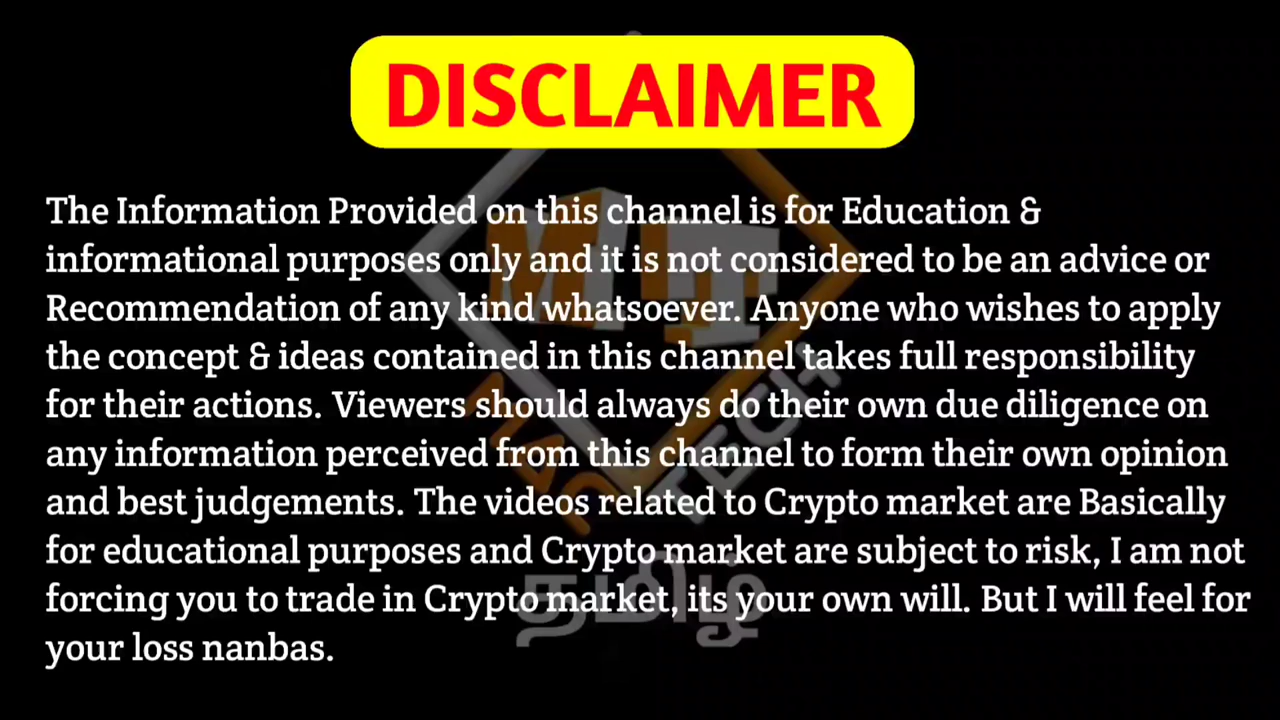 DISCLAIMER
The Information Provided on this channel is for Education &
informational purposes only and it is not considered to be an advice or
Recommendation of any kind whatsoever. Anyone who wishes to apply
the concept & ideas contained in this channel takes full responsibility
for their actions. Viewers should always do their own due diligence on
any information perceived from this channel to form their own opinion
and best judgements. The videos related to Crypto market are Basically
for educational purposes and Crypto market are subject to risk, I am not
forcing you to trade in Crypto market, its your own will. But I will feel for
your loss nanbas.
MT
TECH
தமிழ்